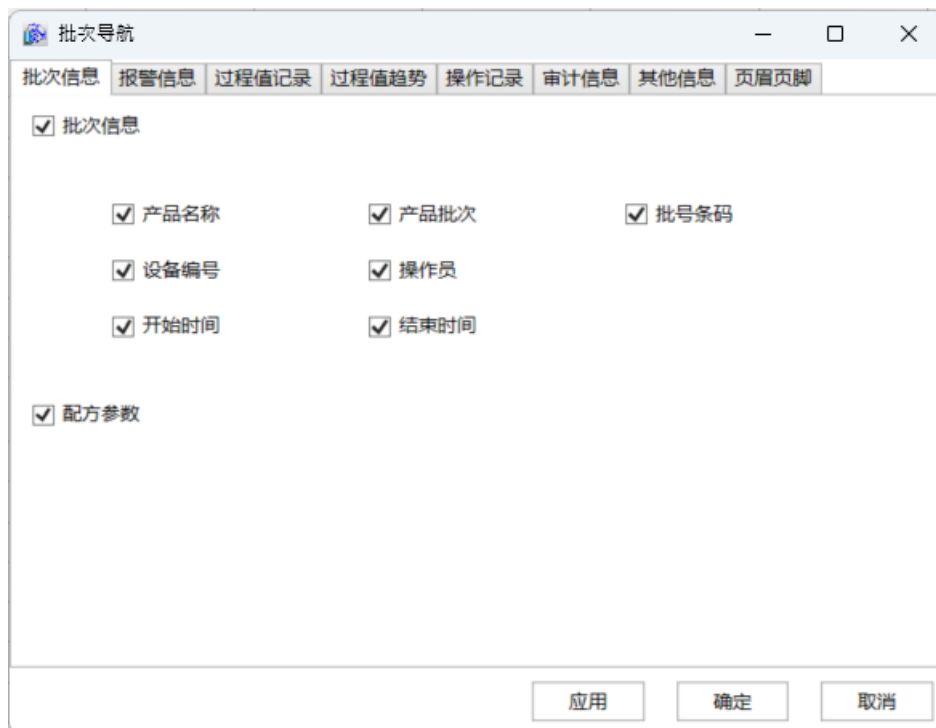 批次导航
批次信息 报警信息 过程值记录 过程值趋势 操作记录 审计信息 其他信息 页眉页脚
批次信息
产品名称 产品批次 批号条码
设备编号 操作员
开始时间 结束时间
配方参数
应用 确定 取消